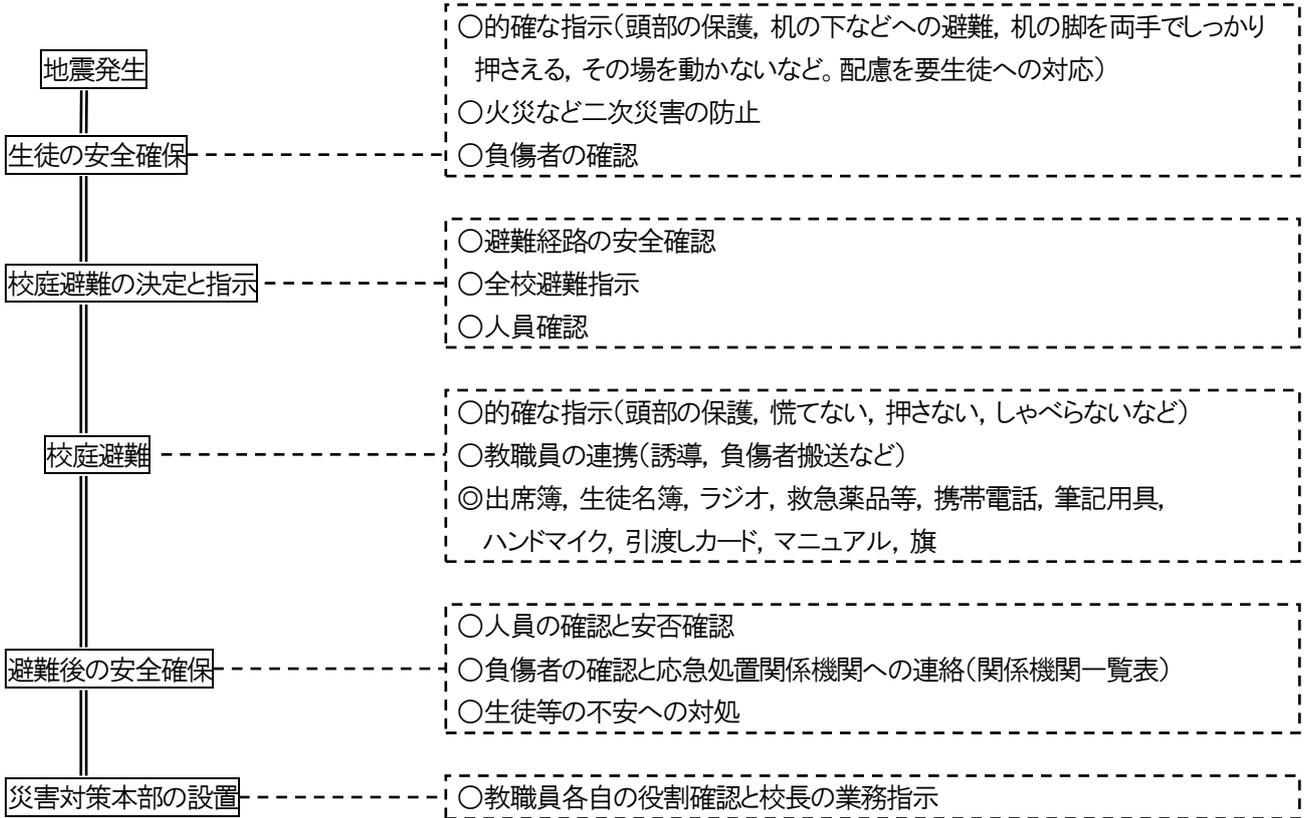 地震発生
○的確な指示（頭部の保護，机の下などへの避難，机の脚を両手でしっかり
押さえる，その場を動かないなど。配慮を要生徒への対応）
○火災など二次災害の防止
生徒の安全確保
○負傷者の確認
○避難経路の安全確認
校庭避難の決定と指示
○全校避難指示
○人員確認
○的確な指示（頭部の保護，慌てない，押さない，しゃべらないなど）
校庭避難
○教職員の連携（誘導，負傷者搬送など）
◎出席簿，生徒名簿，ラジオ，救急薬品等，携帯電話，筆記用具，
ハンドマイク，引渡しカード，マニュアル，旗
○人員の確認と安否確認
避難後の安全確保
○負傷者の確認と応急処置関係機関への連絡（関係機関一覧表）
○生徒等の不安への対処
災害対策本部の設置
○教職員各自の役割確認と校長の業務指示